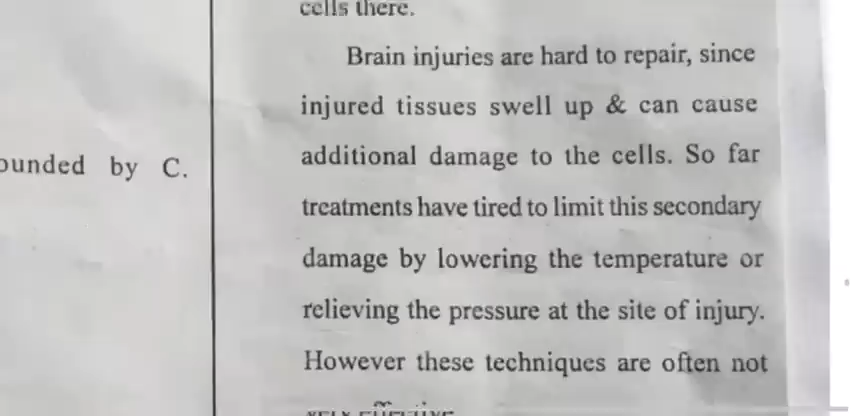 cells there.
Brain injuries are hard to repair, since
injured tissues swell up & can cause
additional damage to the cells. So far
ounded by C.
treatments have tired to limit this secondary
damage by lowering the temperature or
relieving the pressure at the site of injury.
However these techniques are often not